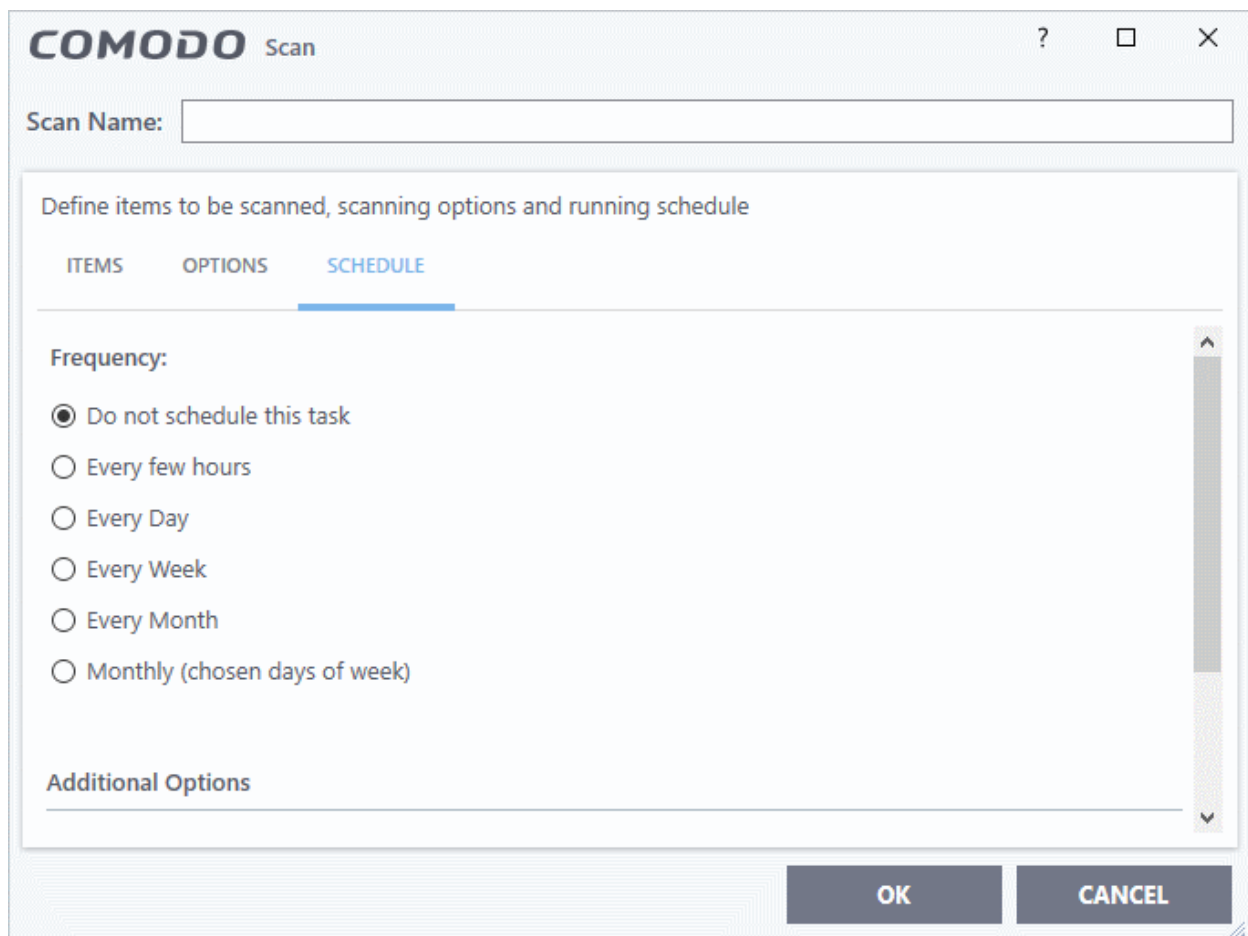 COMODO Scan ?
Scan Name:
Define items to be scanned, scanning options and running schedule
ITEMS OPTIONS SCHEDULE
Frequency:
Do not schedule this task
Every few hours
Every Day
Every Week
Every Month
Monthly (chosen days of week)
Additional Options
OK CANCEL